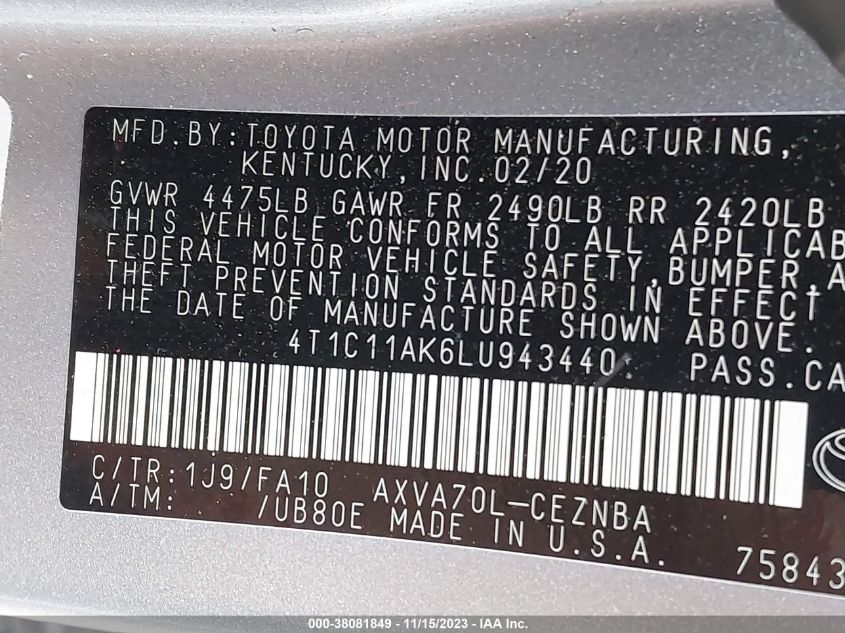 MFD.BY:TOYOTA MOTOR MANUFACTURING,
KENTUCKY,INC.02/20
GVWR 4475LB GAWR FR 2490LB RR 2420LB
THIS VEHICLE CONFORMS TO ALL APPLICAB
FEDERAL MOTOR VEHICLE SAFETY,BUMPER,A
THEFT PREVENTION STANDARDS IN EFFECT
THE DATE OF MANUFACTURE SHOWN ABOVE.
4T1C11AK6LU943440 PASS.CA
C/TR:1J9/FA10 AXVA70L-CEZNBA
A/TM: /UB80E MADE IN U.S.A.
75843
000-38081849 - 11/15/2023 - IAA Inc.